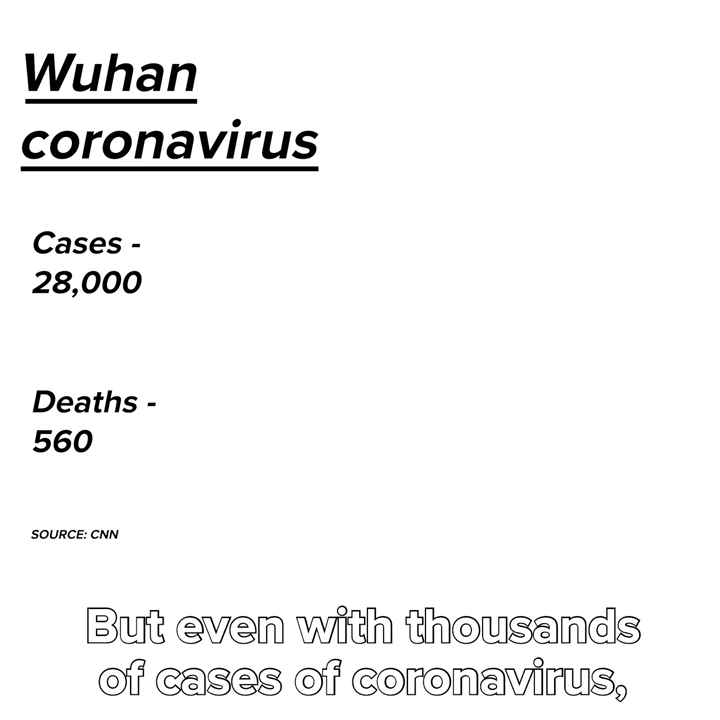 Wuhan
coronavirus
Cases -
28,000
Deaths -
560
SOURCE: CNN
But even with thousands
of cases of coronavirus,